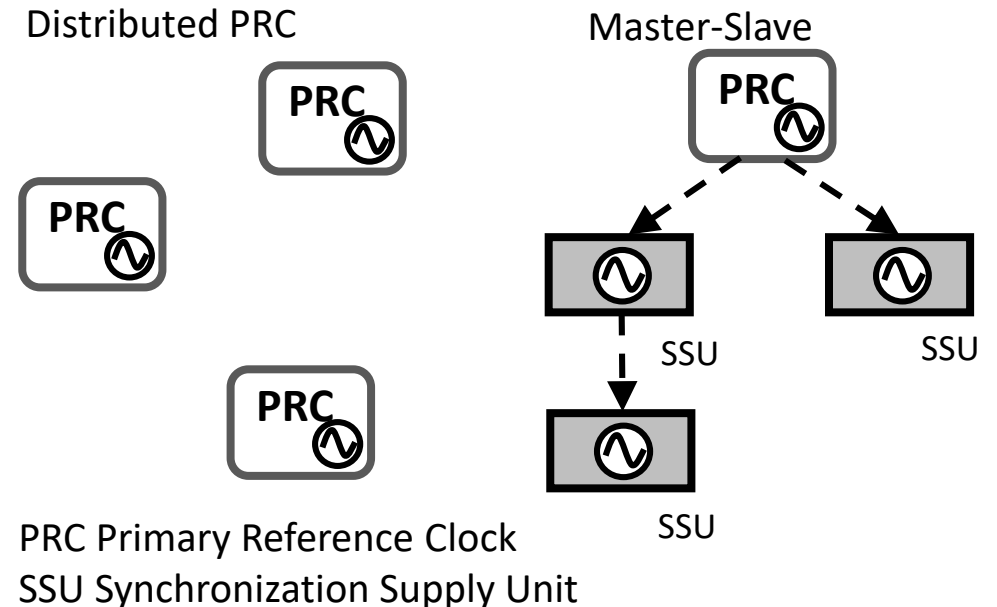 Distributed PRC
Master-Slave
PRC
PRC
PRC
PRC
SSU
SSU
SSU
PRC Primary Reference Clock
SSU Synchronization Supply Unit